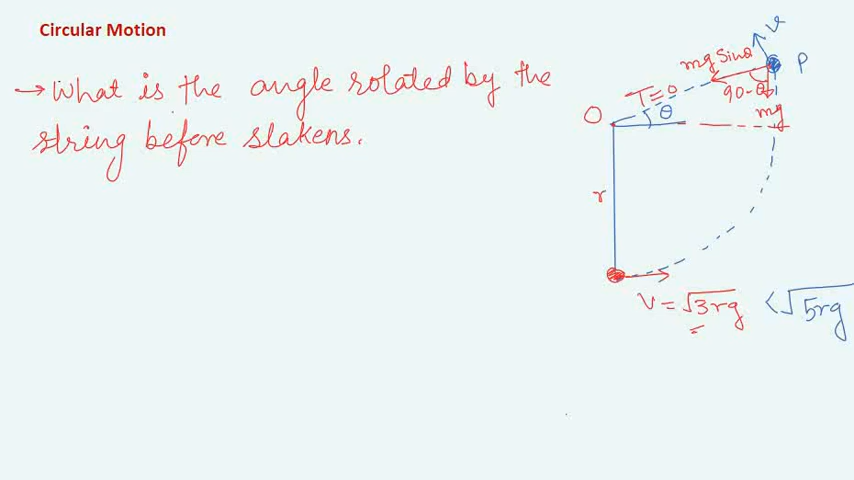 Circular Motion
→ What is the angle rotated by the
string before slakens.
v
mg sinθ
P
T=0
90-θ
O
θ
mg
r
V = √3rg < √5rg